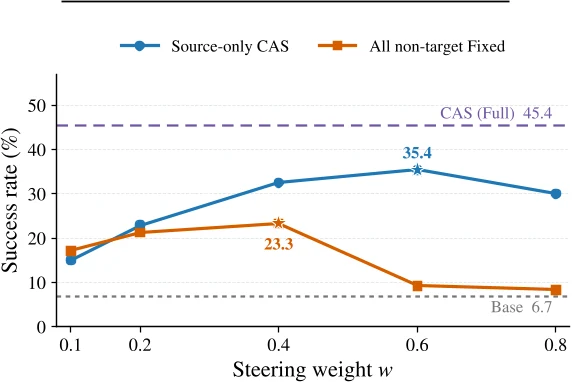 Source-only CAS All non-target Fixed
Success rate (%)
50
40
30
20
10
0
CAS (Full) 45.4
35.4
23.3
Base 6.7
0.1 0.2 0.4 0.6 0.8
Steering weight w